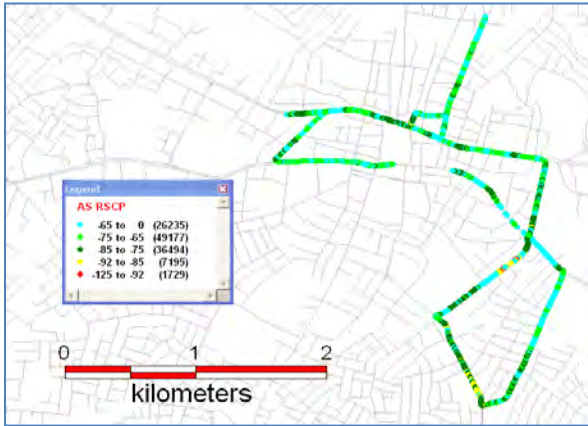 Legend
AS RSCP
-65 to 0 (26235)
-75 to -65 (49177)
-85 to -75 (36494)
-92 to -85 (7195)
-125 to -92 (1729)
0 1 2
kilometers